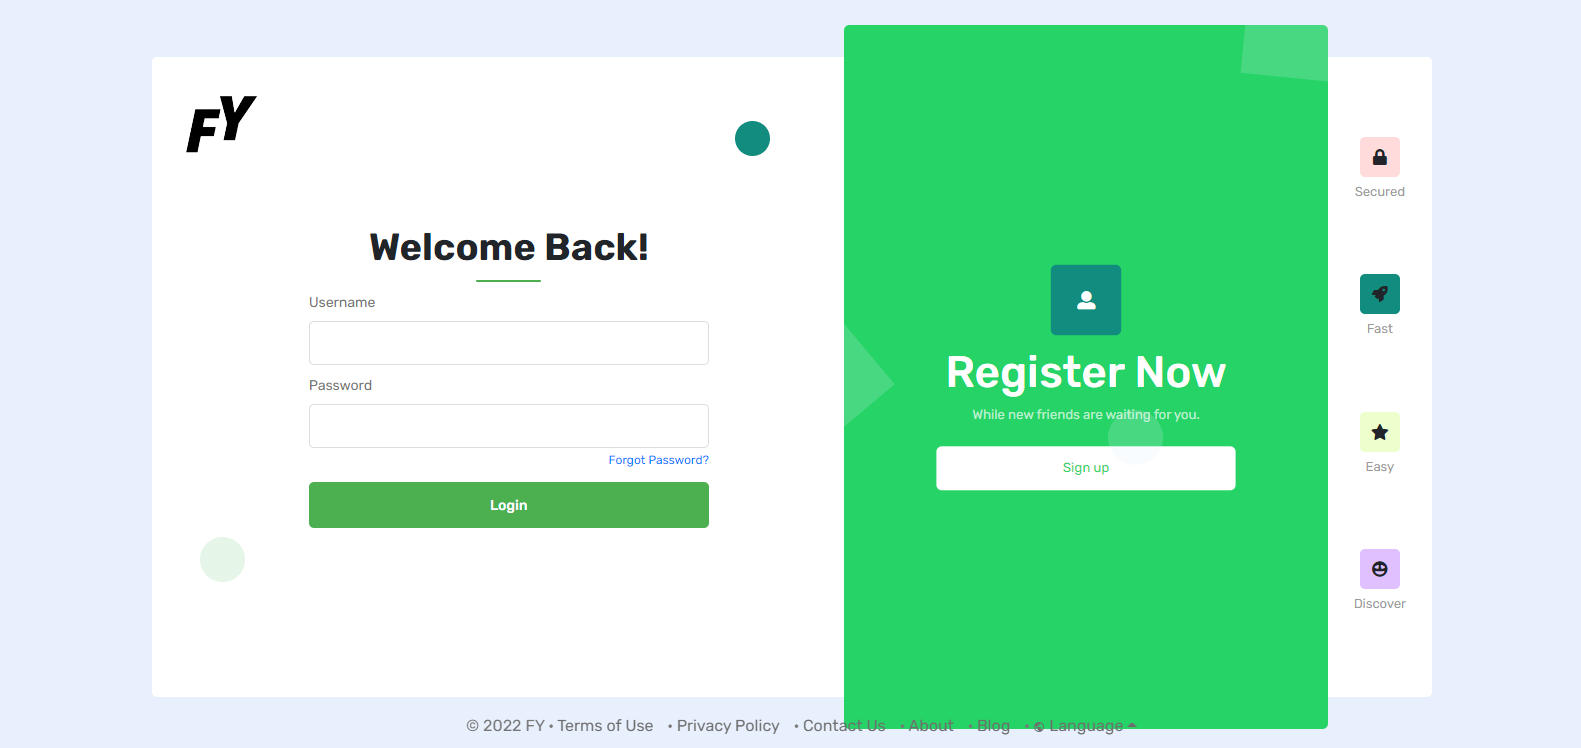 FY
Welcome Back!
Username
Password
Forgot Password?
Login
Register Now
While new friends are waiting for you.
Sign up
Secured
Fast
Easy
Discover
© 2022 FY • Terms of Use • Privacy Policy • Contact Us • About • Blog • Language